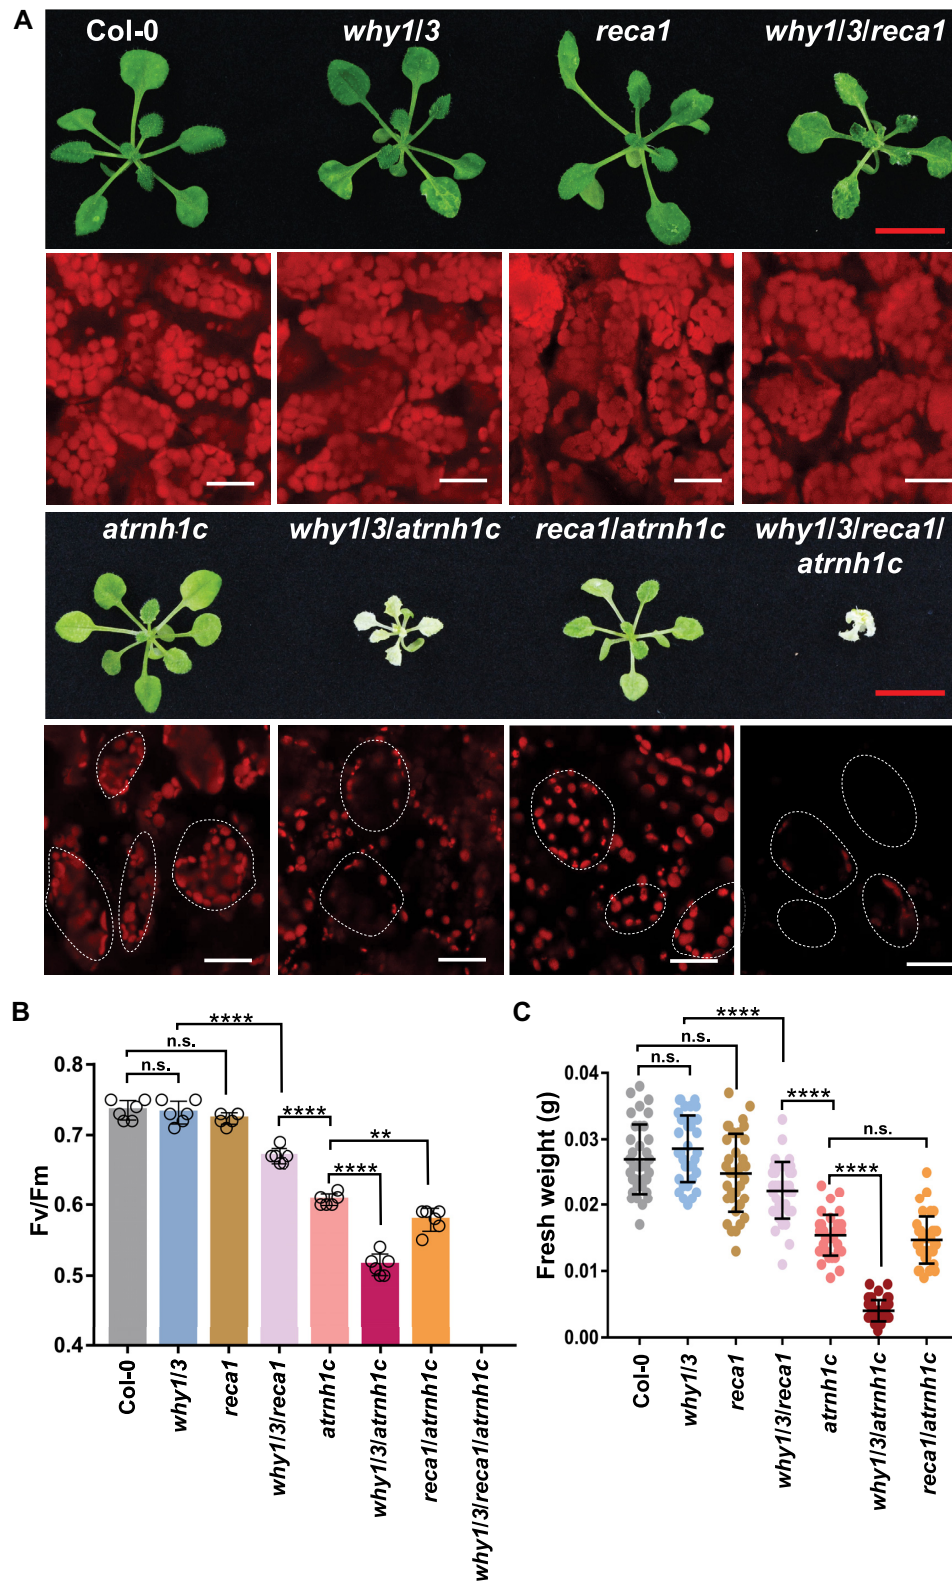 A
Col-0 why1/3 reca1 why1/3/reca1
atrnh1c why1/3/atrnh1c reca1/atrnh1c why1/3/reca1/
atrnh1c
B
Fv/Fm
0.8
0.7
0.6
0.5
0.4
n.s.
n.s.
****
****
**
****
Col-0
why1/3
reca1
why1/3/reca1
atrnh1c
why1/3/atrnh1c
reca1/atrnh1c
why1/3/reca1/atrnh1c
C
Fresh weight (g)
0.04
0.03
0.02
0.01
0.00
n.s.
n.s.
****
****
n.s.
****
Col-0
why1/3
reca1
why1/3/reca1
atrnh1c
why1/3/atrnh1c
reca1/atrnh1c